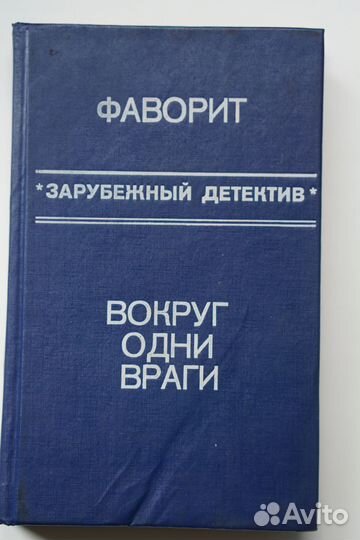 ФАВОРИТ
*ЗАРУБЕЖНЫЙ ДЕТЕКТИВ*
ВОКРУГ
ОДНИ
ВРАГИ
Avito